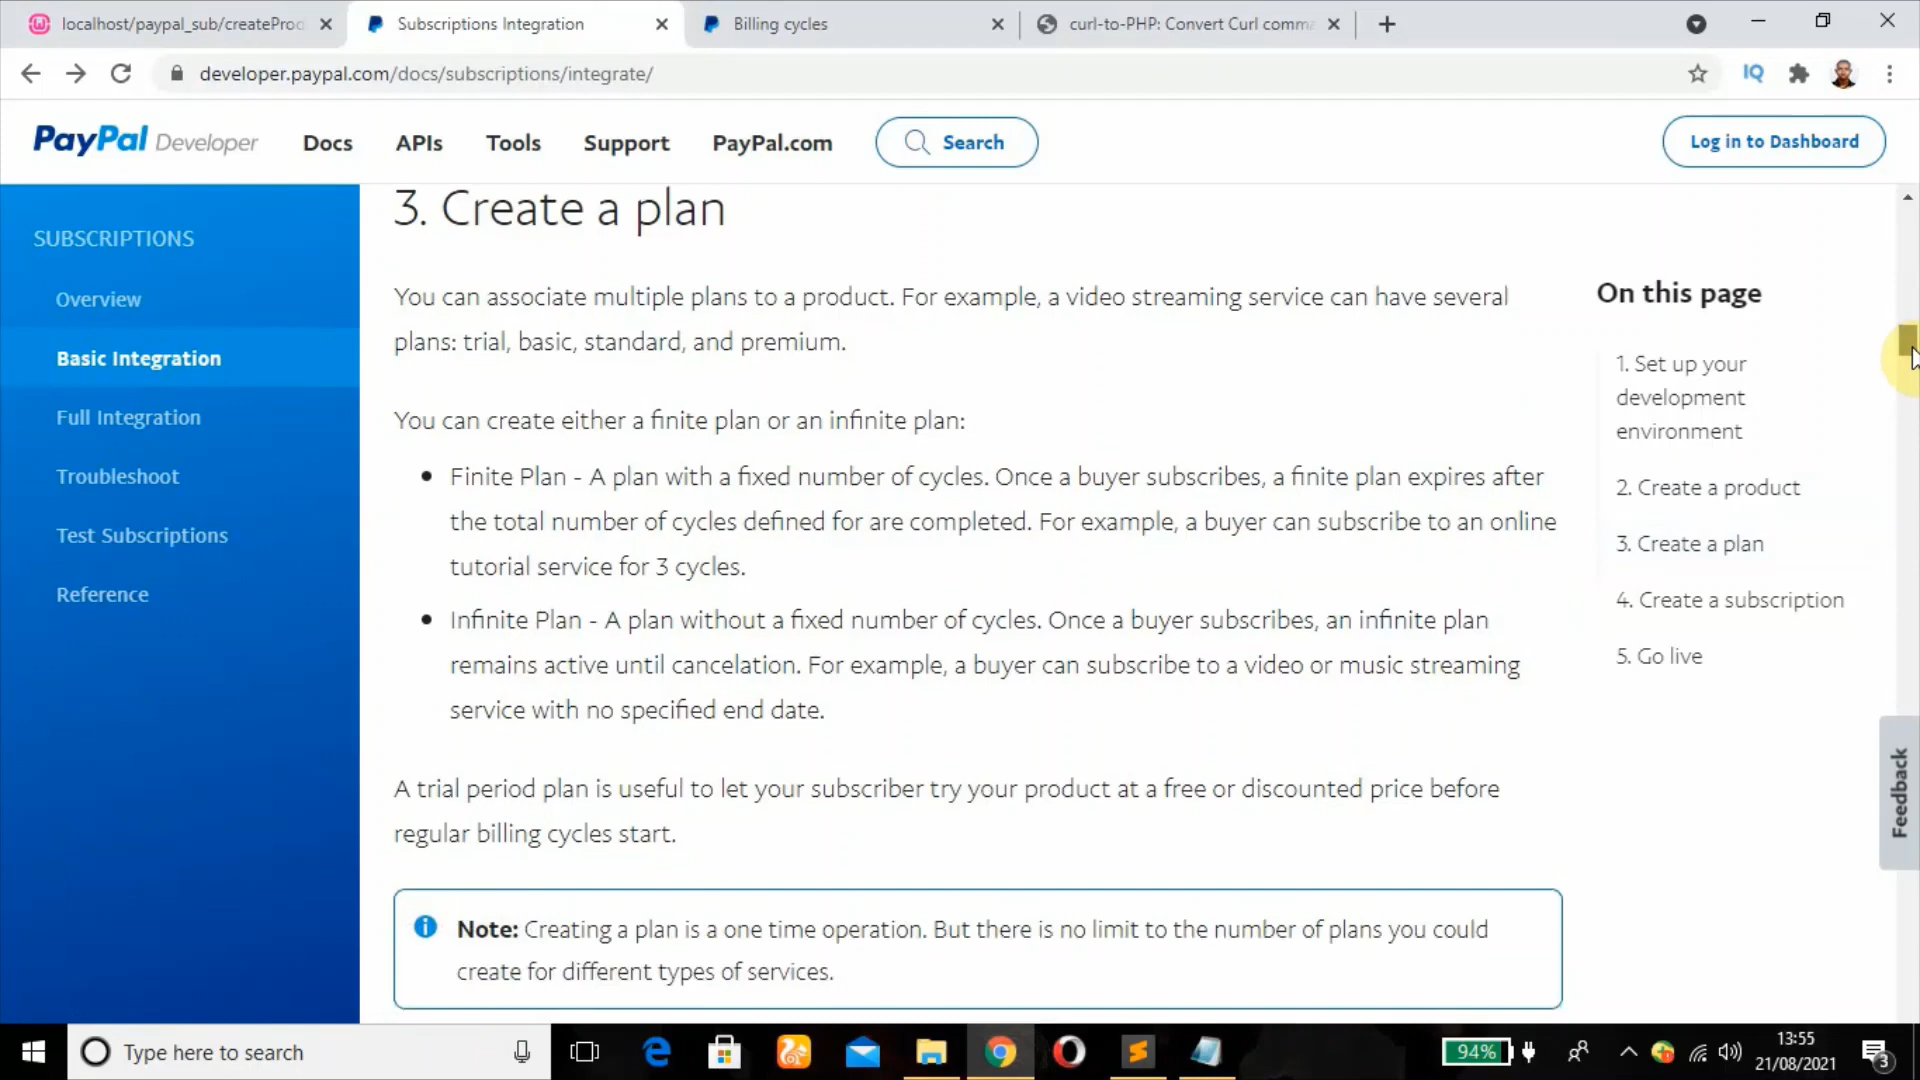 localhost/paypal_sub/createProc
Subscriptions Integration
Billing cycles
curl-to-PHP: Convert Curl comma
developer.paypal.com/docs/subscriptions/integrate/
IQ
PayPal Developer
Docs
APIs
Tools
Support
PayPal.com
Search
Log in to Dashboard
SUBSCRIPTIONS
Overview
Basic Integration
Full Integration
Troubleshoot
Test Subscriptions
Reference
3. Create a plan
You can associate multiple plans to a product. For example, a video streaming service can have several
plans: trial, basic, standard, and premium.
You can create either a finite plan or an infinite plan:
Finite Plan - A plan with a fixed number of cycles. Once a buyer subscribes, a finite plan expires after
the total number of cycles defined for are completed. For example, a buyer can subscribe to an online
tutorial service for 3 cycles.
Infinite Plan - A plan without a fixed number of cycles. Once a buyer subscribes, an infinite plan
remains active until cancelation. For example, a buyer can subscribe to a video or music streaming
service with no specified end date.
A trial period plan is useful to let your subscriber try your product at a free or discounted price before
regular billing cycles start.
Note: Creating a plan is a one time operation. But there is no limit to the number of plans you could
create for different types of services.
On this page
1. Set up your
development
environment
2. Create a product
3. Create a plan
4. Create a subscription
5. Go live
Feedback
Type here to search
94%
13:55
21/08/2021
3